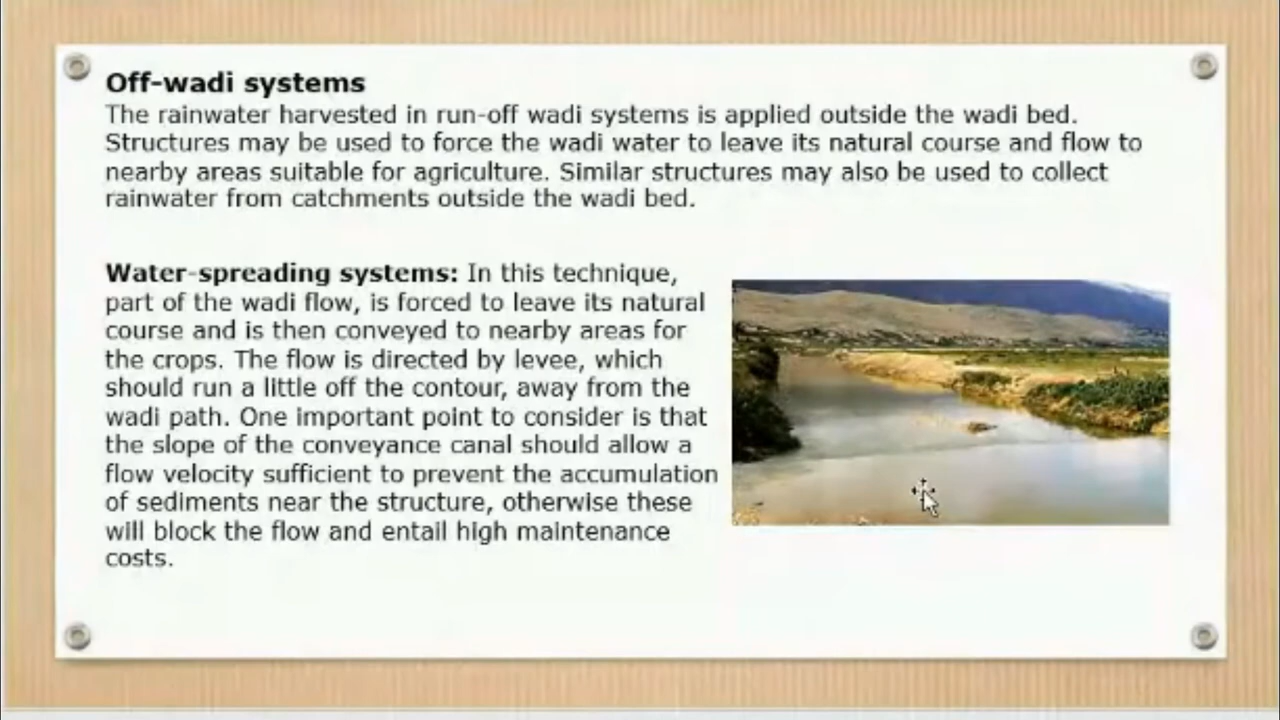 Off-wadi systems
The rainwater harvested in run-off wadi systems is applied outside the wadi bed.
Structures may be used to force the wadi water to leave its natural course and flow to
nearby areas suitable for agriculture. Similar structures may also be used to collect
rainwater from catchments outside the wadi bed.
Water-spreading systems: In this technique,
part of the wadi flow, is forced to leave its natural
course and is then conveyed to nearby areas for
the crops. The flow is directed by levee, which
should run a little off the contour, away from the
wadi path. One important point to consider is that
the slope of the conveyance canal should allow a
flow velocity sufficient to prevent the accumulation
of sediments near the structure, otherwise these
will block the flow and entail high maintenance
costs.